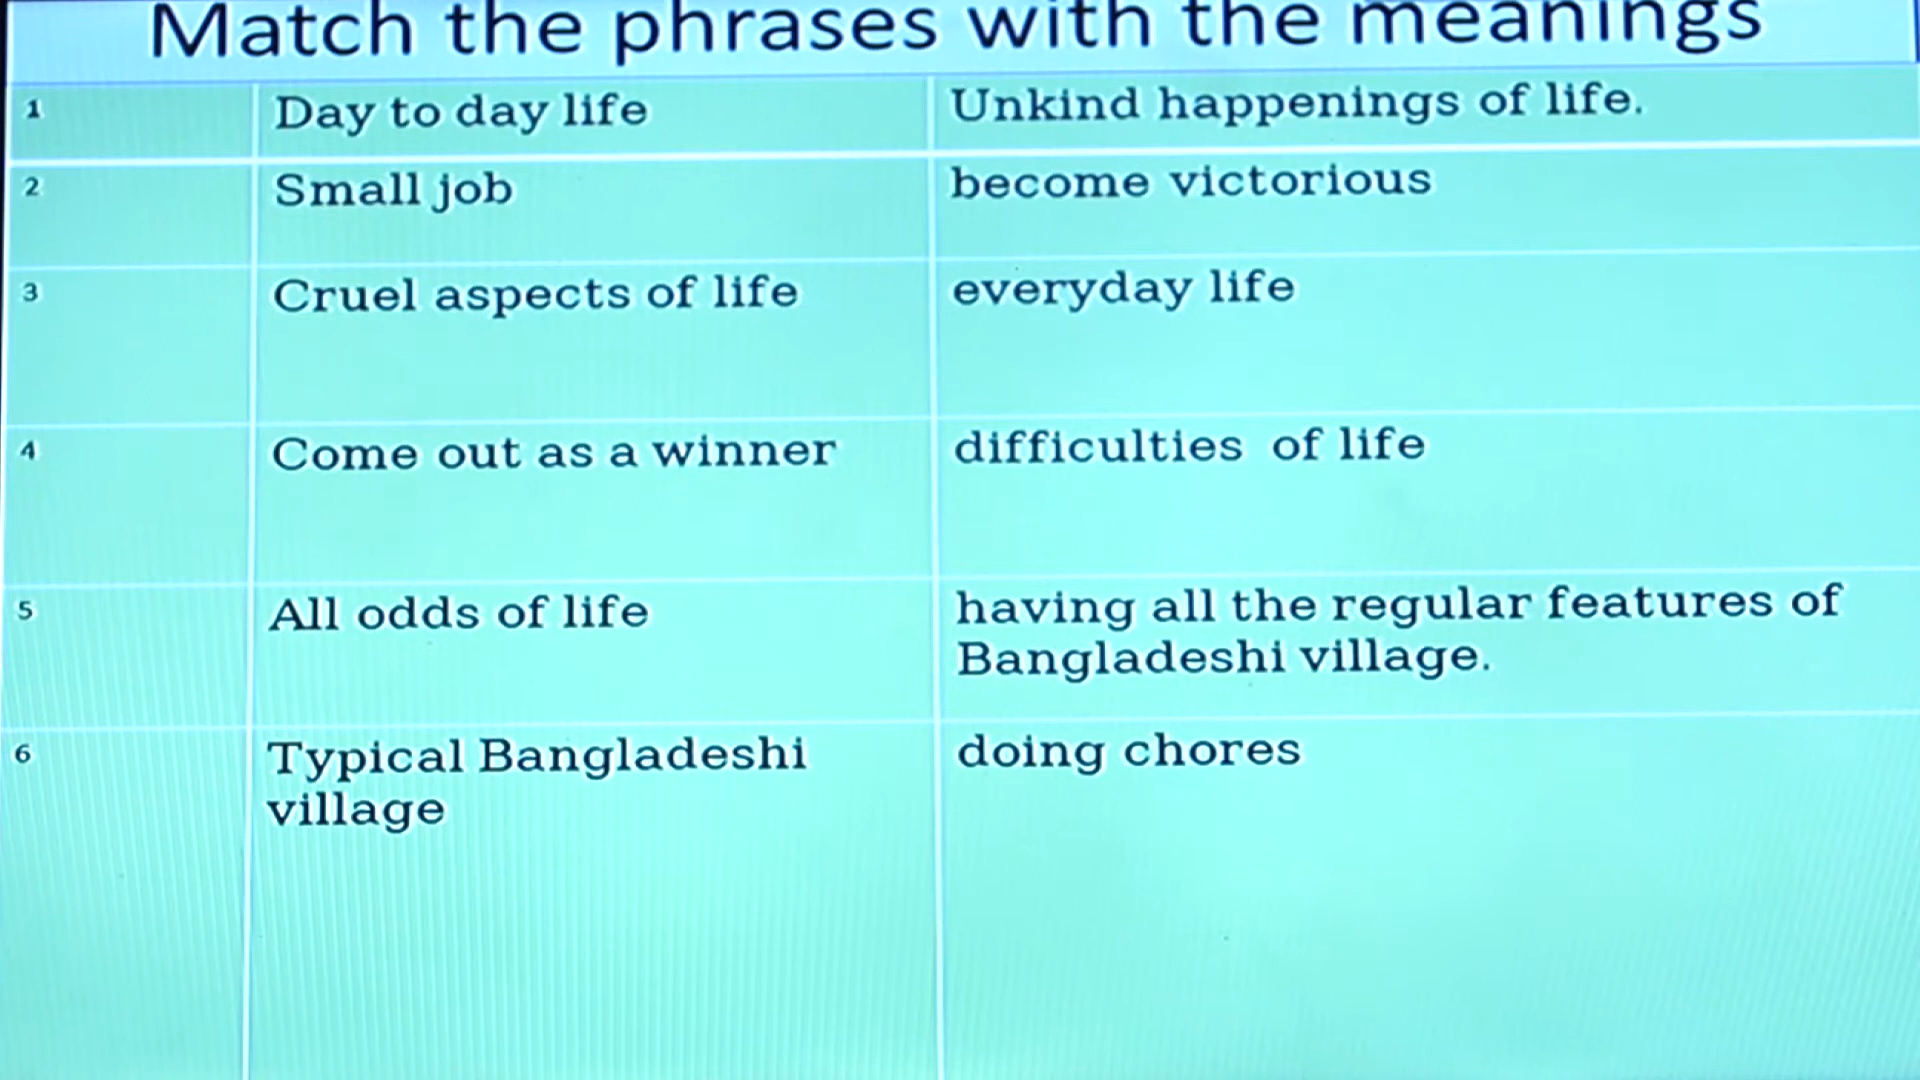 Match the phrases with the meanings
1 Day to day life Unkind happenings of life.
2 Small job become victorious
3 Cruel aspects of life everyday life
4 Come out as a winner difficulties of life
5 All odds of life having all the regular features of
Bangladeshi village.
6 Typical Bangladeshi doing chores
village